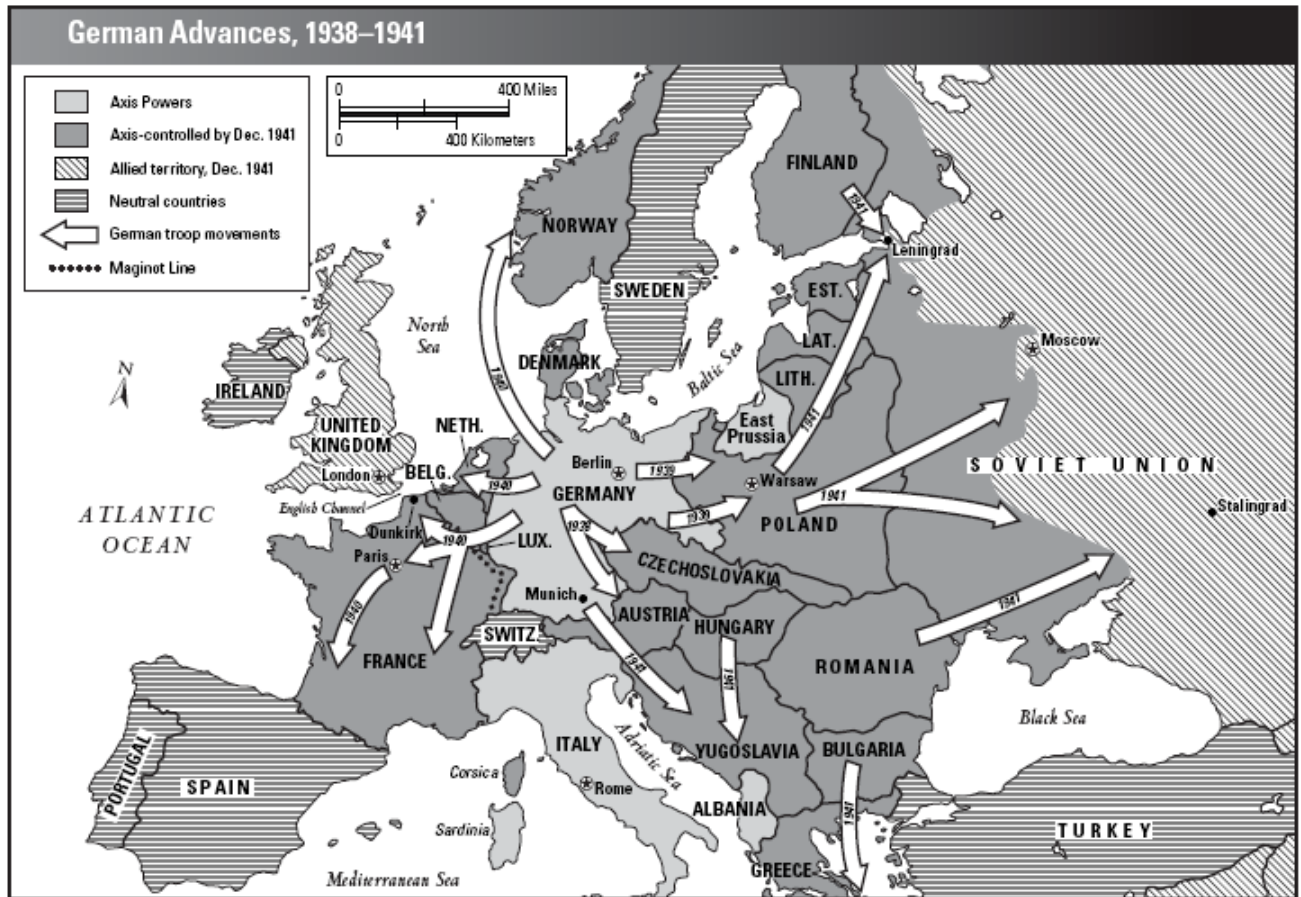 German Advances, 1938–1941
Axis Powers
Axis-controlled by Dec. 1941
Allied territory, Dec. 1941
Neutral countries
German troop movements
Maginot Line
0
400 Miles
0
400 Kilometers
FINLAND
1941
NORWAY
Leningrad
SWEDEN
EST.
North
Sea
LAT.
Moscow
N
DENMARK
Baltic Sea
LITH.
1940
IRELAND
East
Prussia
1941
UNITED
KINGDOM
NETH.
London
BELG.
Berlin
1939
Warsaw
SOVIET UNION
1940
GERMANY
1941
English Channel
Stalingrad
ATLANTIC
OCEAN
Dunkirk
1939
POLAND
1940
LUX.
Paris
CZECHOSLOVAKIA
Munich
1940
AUSTRIA
HUNGARY
1941
SWITZ.
FRANCE
1941
1941
ROMANIA
Black Sea
ITALY
Adriatic Sea
YUGOSLAVIA
BULGARIA
PORTUGAL
SPAIN
Corsica
Rome
ALBANIA
1941
Sardinia
TURKEY
GREECE
Mediterranean Sea